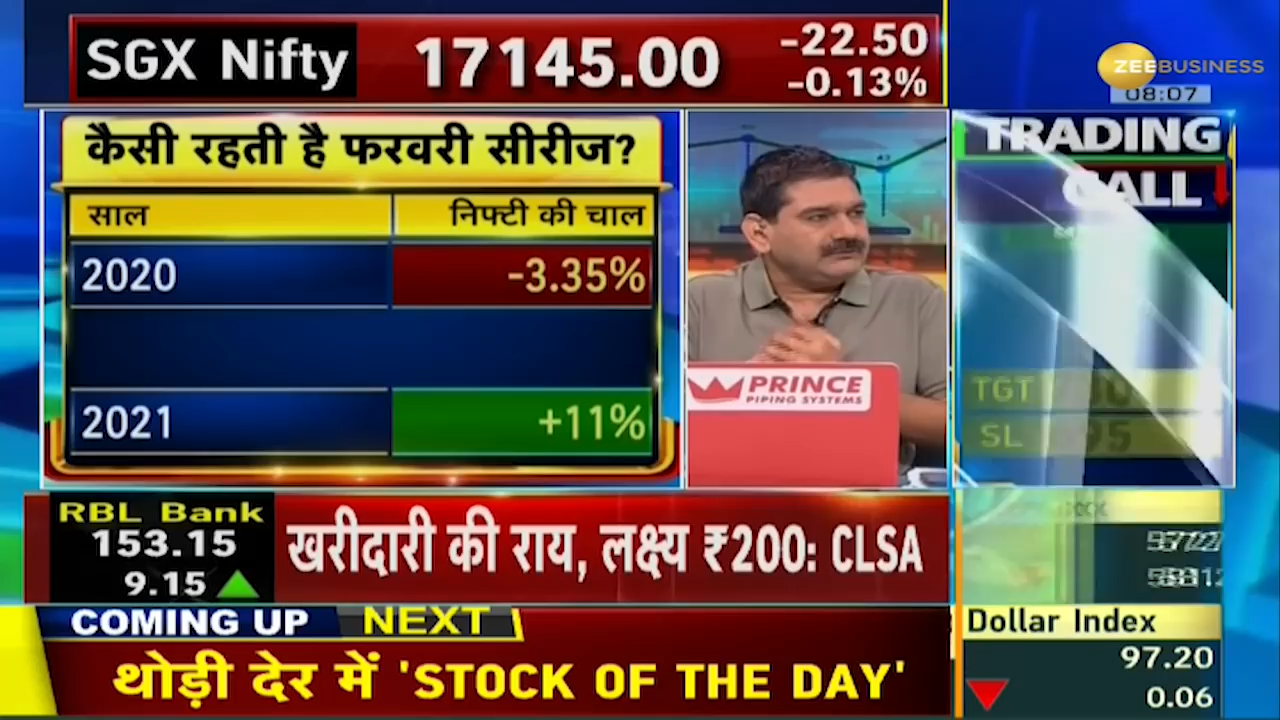 SGX Nifty 17145.00 -22.50
-0.13%
ZEEBUSINESS
08:07
कैसी रहती है फरवरी सीरीज?
साल निफ्टी की चाल
2020 -3.35%
2021 +11%
PRINCE
PIPING SYSTEMS
TRADING
CALL
TGT
SL
RBL Bank
153.15
9.15
खरीदारी की राय, लक्ष्य ₹200: CLSA
COMING UP NEXT
थोड़ी देर में 'STOCK OF THE DAY'
Dollar Index
97.20
0.06